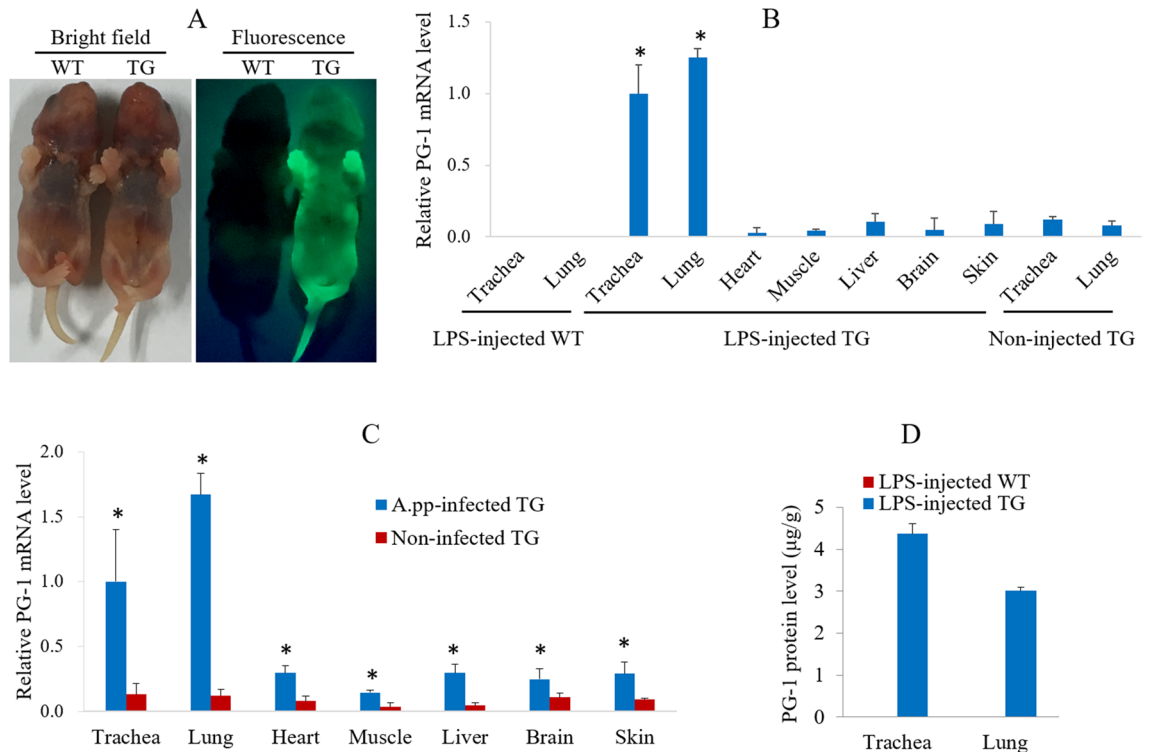 A
Bright field
Fluorescence
WT
TG
WT
TG
B
Relative PG-1 mRNA level
1.5
1.0
0.5
0.0
*
*
Trachea
Lung
Trachea
Lung
Heart
Muscle
Liver
Brain
Skin
Trachea
Lung
LPS-injected WT
LPS-injected TG
Non-injected TG
C
Relative PG-1 mRNA level
2.0
1.5
1.0
0.5
0.0
*
*
*
*
*
*
*
A.pp-infected TG
Non-infected TG
Trachea
Lung
Heart
Muscle
Liver
Brain
Skin
D
LPS-injected WT
LPS-injected TG
PG-1 protein level (µg/g)
5
4
3
2
1
0
Trachea
Lung